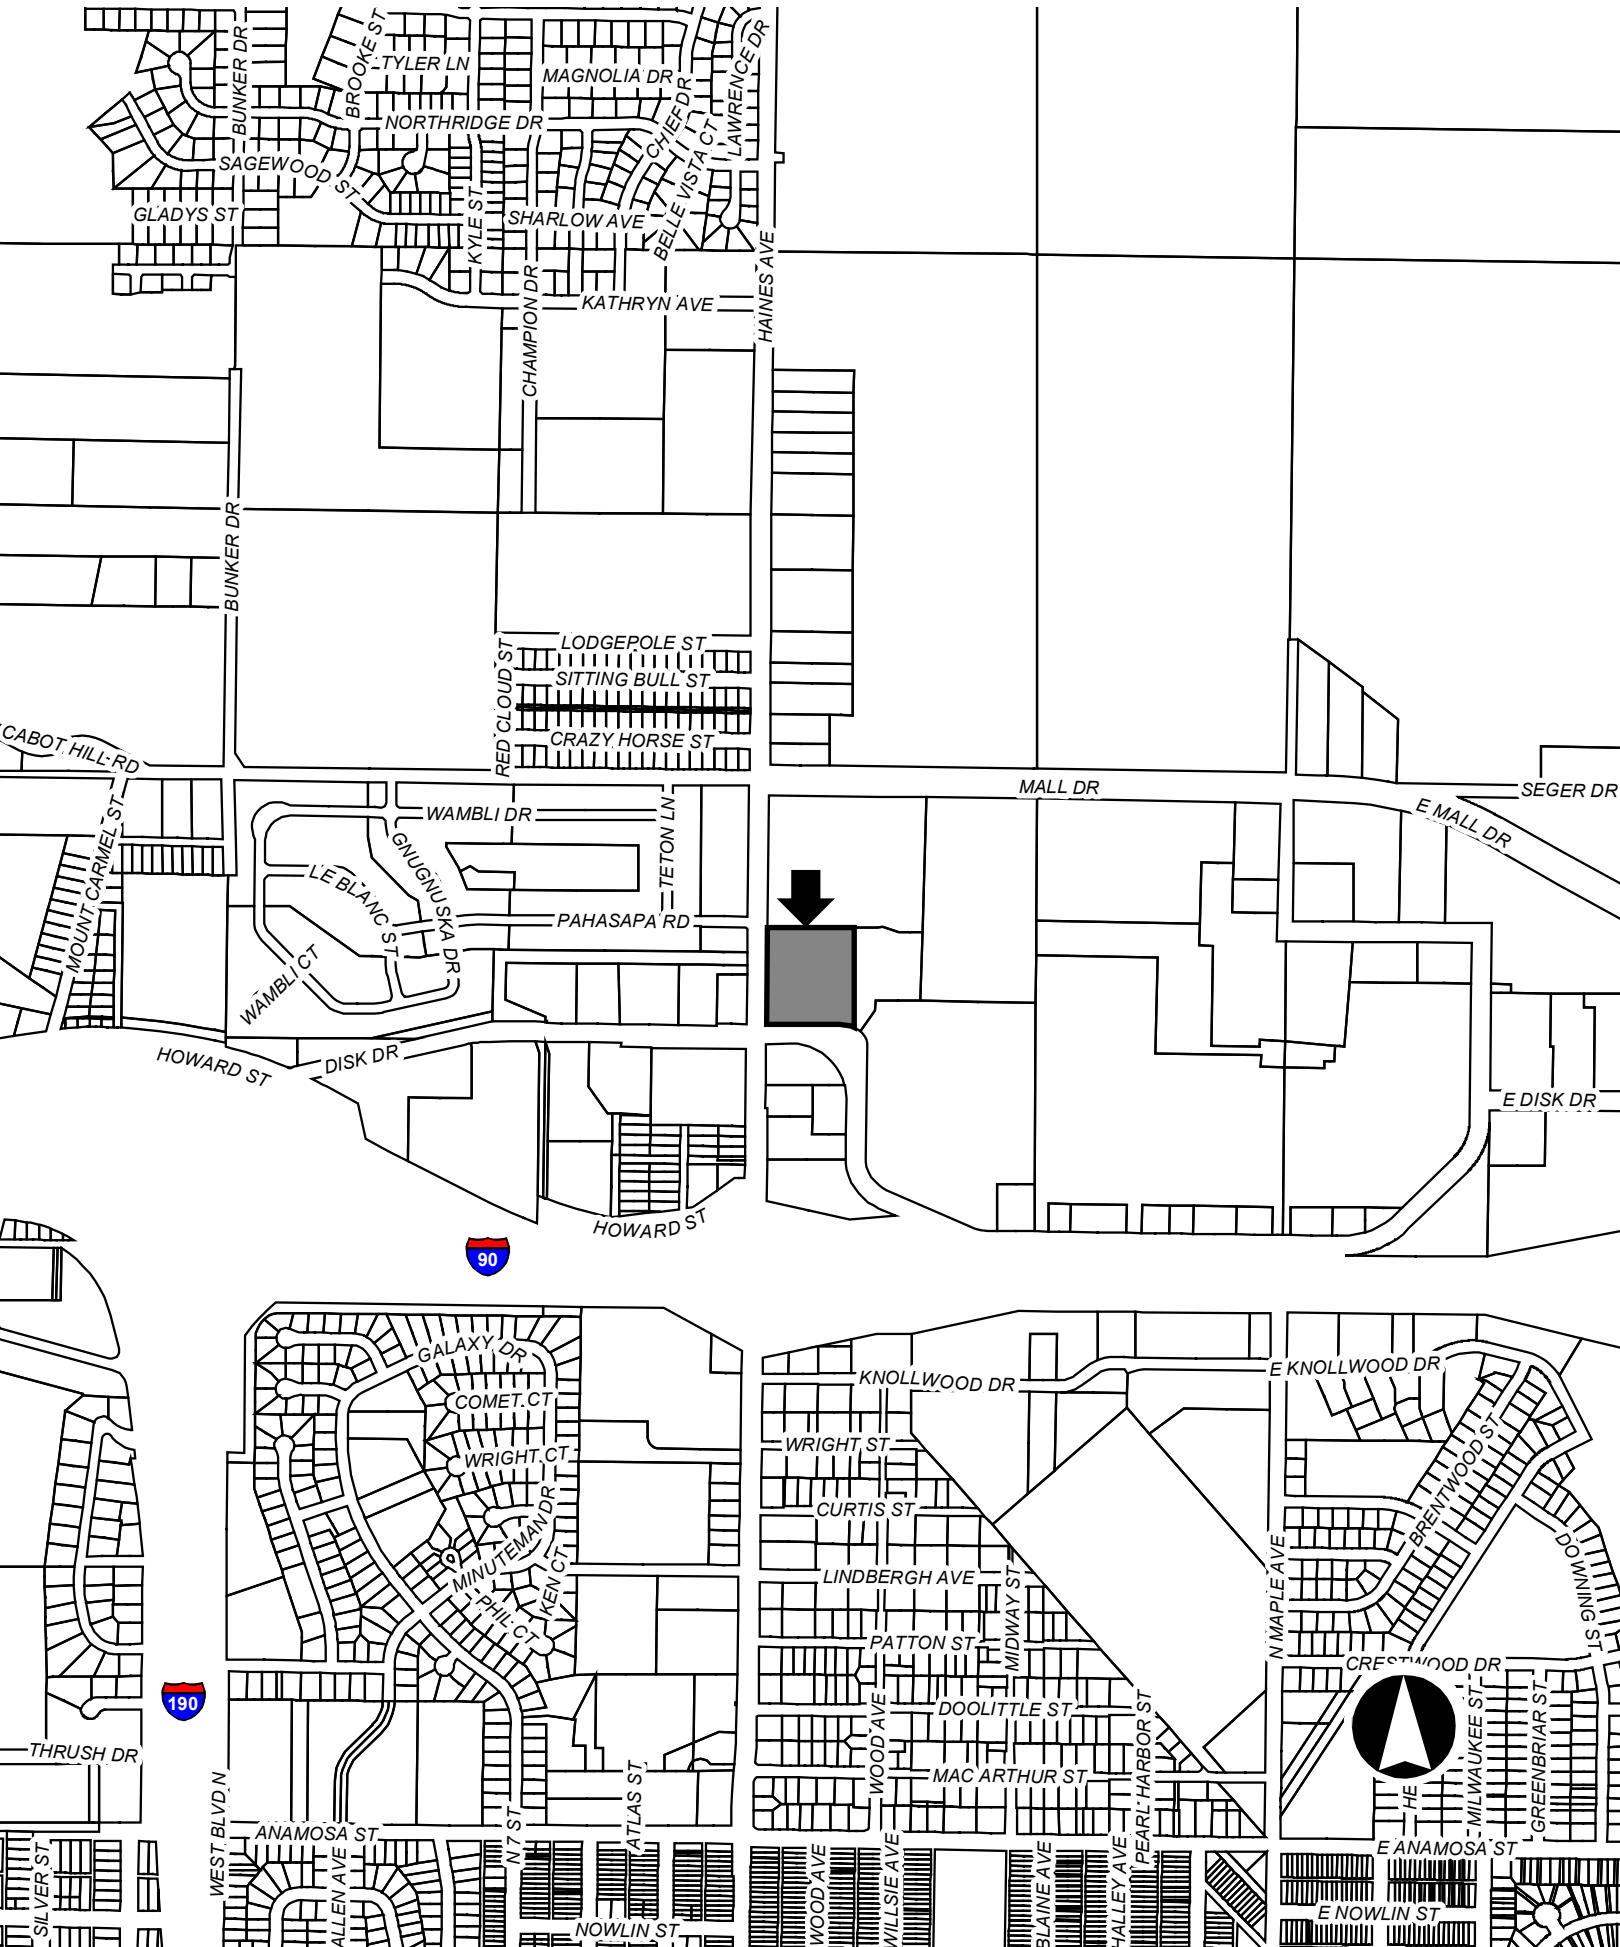 BUNKER DR
BROOKE ST
TYLER LN
MAGNOLIA DR
CHIEF DR
LAWRENCE DR
NORTHRIDGE DR
BELLE VISTA CT
SAGEWOOD ST
GLADYS ST
KYLE ST
SHARLOW AVE
HAINES AVE
CHAMPION DR
KATHRYN AVE
BUNKER DR
LODGEPOLE ST
RED CLOUD ST
SITTING BULL ST
CRAZY HORSE ST
CABOT HILL RD
MALL DR
SEGER DR
E MALL DR
WAMBLI DR
TETON LN
MOUNT CARMEL ST
GNUGNUSKA DR
LE BLANC ST
PAHASAPA RD
WAMBLI CT
HOWARD ST
DISK DR
E DISK DR
HOWARD ST
90
GALAXY DR
KNOLLWOOD DR
E KNOLLWOOD DR
COMET CT
WRIGHT ST
WRIGHT CT
BRENTWOOD ST
CURTIS ST
MINUTEMAN DR
DOWNING ST
KEN CT
LINDBERGH AVE
MIDWAY ST
N MAPLE AVE
PHIL CT
PATTON ST
CRESTWOOD DR
190
DOOLITTLE ST
WOOD AVE
PEARL HARBOR ST
MILWAUKEE ST
GREENBRIAR ST
THRUSH DR
MAC ARTHUR ST
HE
WEST BLVD N
N 7 ST
ATLAS ST
ANAMOSA ST
E ANAMOSA ST
SILVER ST
ALLEN AVE
WOOD AVE
WILLSIE AVE
BLAINE AVE
HALLEY AVE
NOWLIN ST
E NOWLIN ST